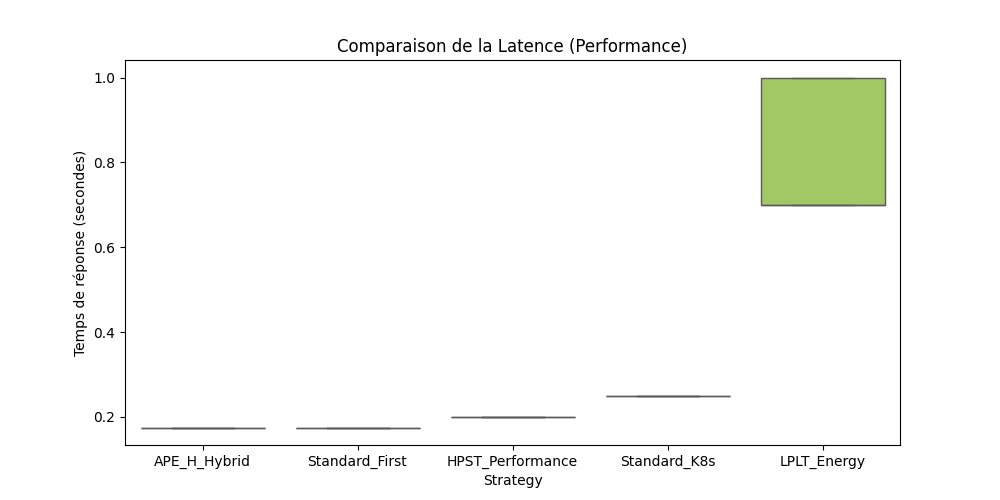 Comparaison de la Latence (Performance)
Temps de réponse (secondes)
1.0
0.8
0.6
0.4
0.2
APE_H_Hybrid
Standard_First
HPST_Performance
Standard_K8s
LPLT_Energy
Strategy